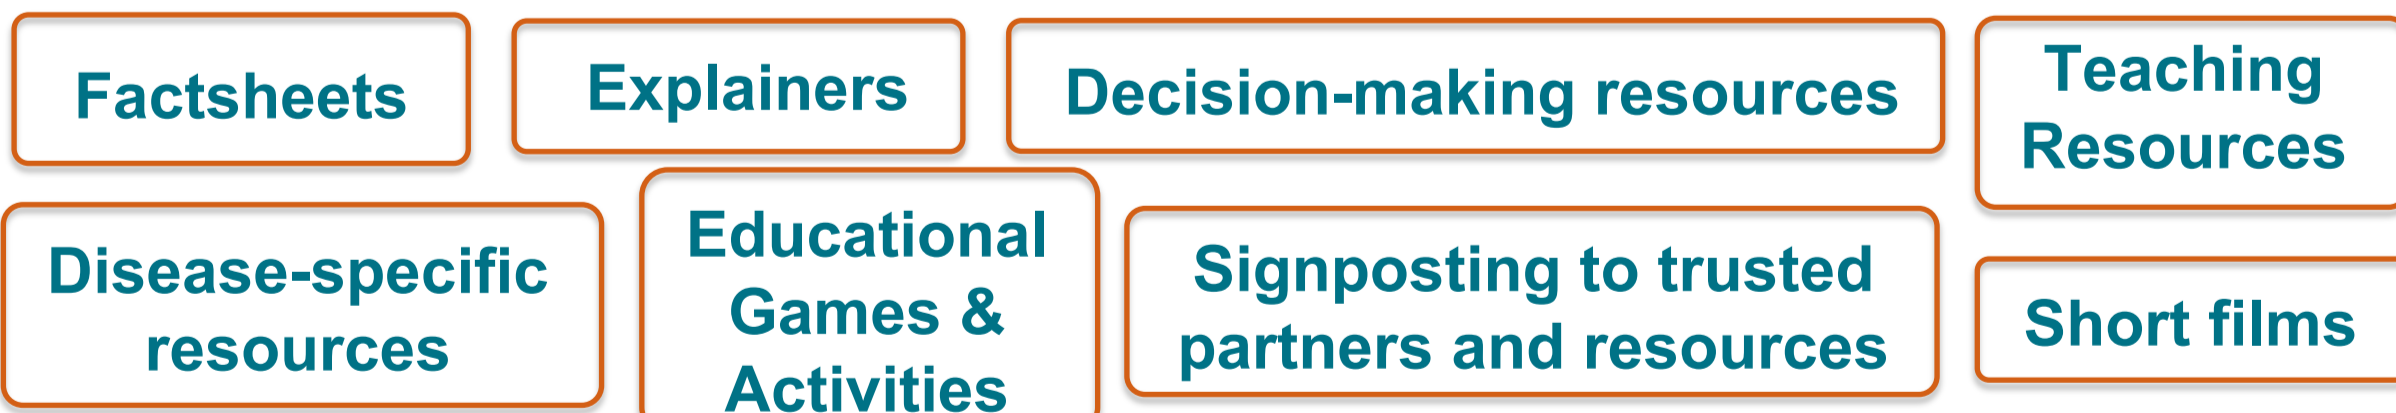 Factsheets
Explainers
Decision-making resources
Teaching
Resources
Disease-specific
resources
Educational
Games &
Activities
Signposting to trusted
partners and resources
Short films